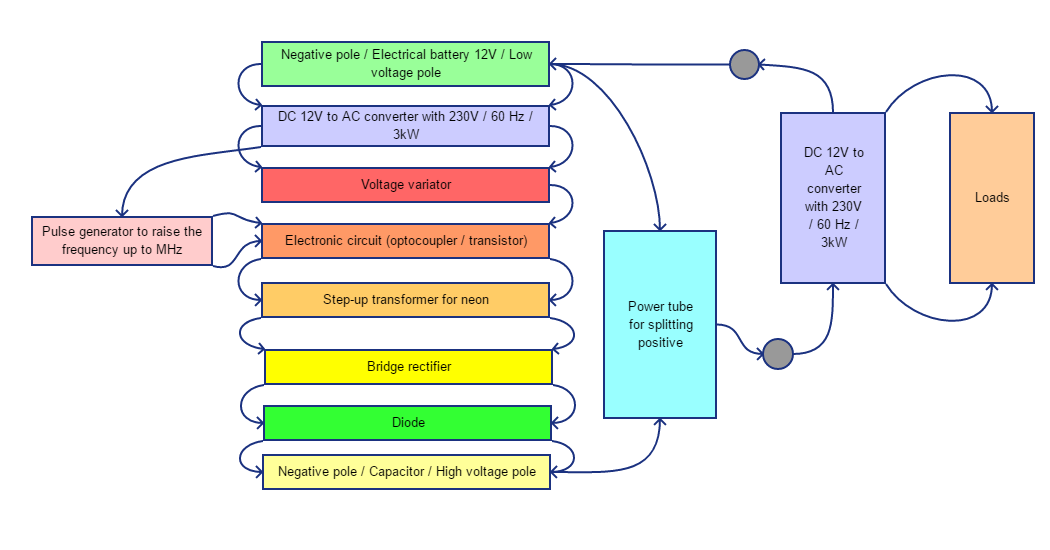 Negative pole / Electrical battery 12V / Low
voltage pole
DC 12V to AC converter with 230V / 60 Hz /
3kW
Voltage variator
Pulse generator to raise the
frequency up to MHz
Electronic circuit (optocoupler / transistor)
Step-up transformer for neon
Bridge rectifier
Diode
Negative pole / Capacitor / High voltage pole
Power tube
for splitting
positive
DC 12V to
AC
converter
with 230V
/ 60 Hz /
3kW
Loads